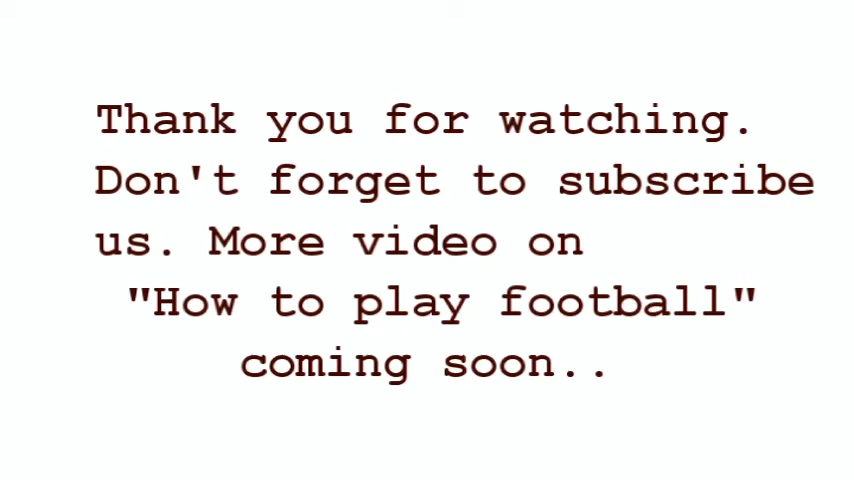 Thank you for watching.
Don't forget to subscribe
us. More video on
"How to play football"
coming soon..